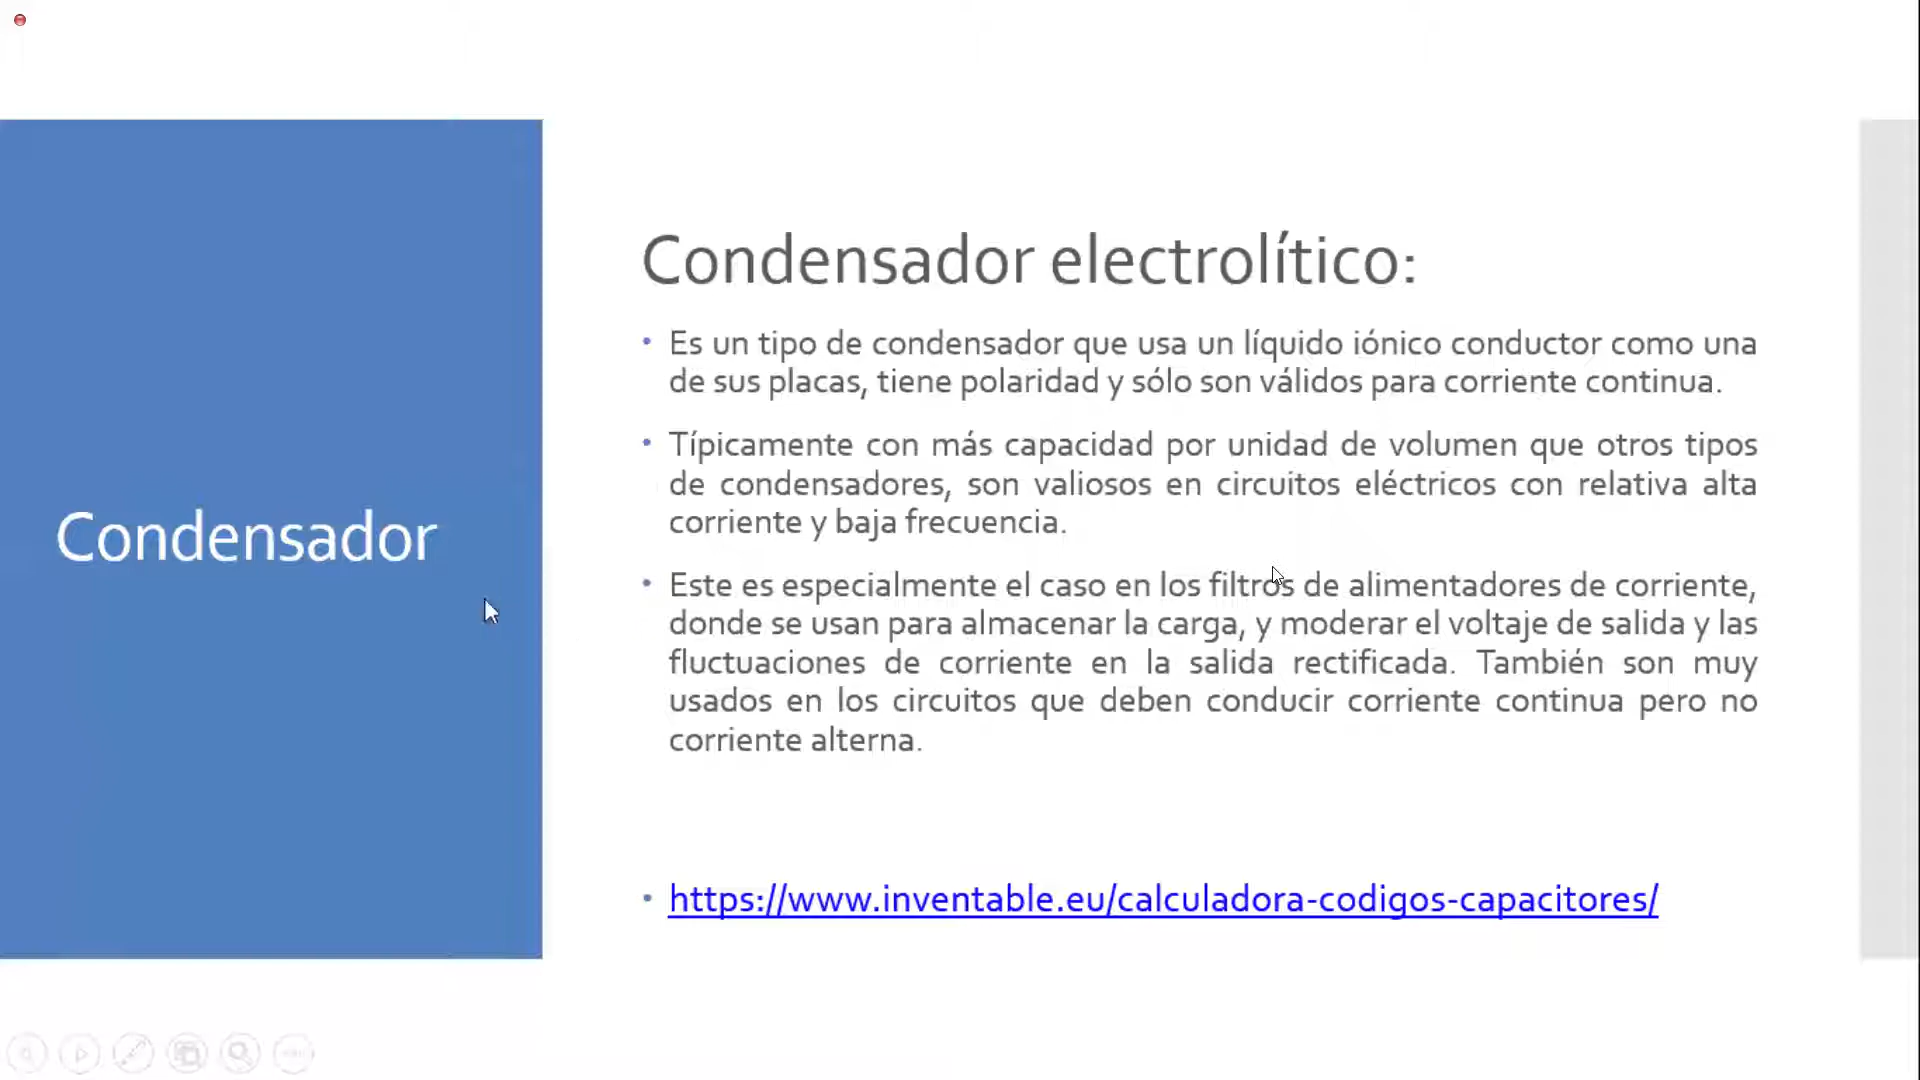 Condensador
Condensador electrolítico:
• Es un tipo de condensador que usa un líquido iónico conductor como una
de sus placas, tiene polaridad y sólo son válidos para corriente continua.
• Típicamente con más capacidad por unidad de volumen que otros tipos
de condensadores, son valiosos en circuitos eléctricos con relativa alta
corriente y baja frecuencia.
• Este es especialmente el caso en los filtros de alimentadores de corriente,
donde se usan para almacenar la carga, y moderar el voltaje de salida y las
fluctuaciones de corriente en la salida rectificada. También son muy
usados en los circuitos que deben conducir corriente continua pero no
corriente alterna.
• https://www.inventable.eu/calculadora-codigos-capacitores/